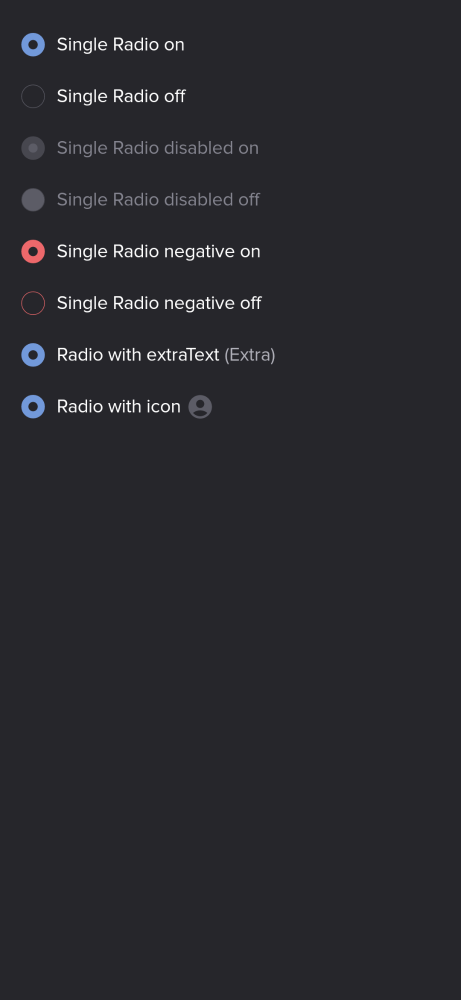 Single Radio on
Single Radio off
Single Radio disabled on
Single Radio disabled off
Single Radio negative on
Single Radio negative off
Radio with extraText (Extra)
Radio with icon